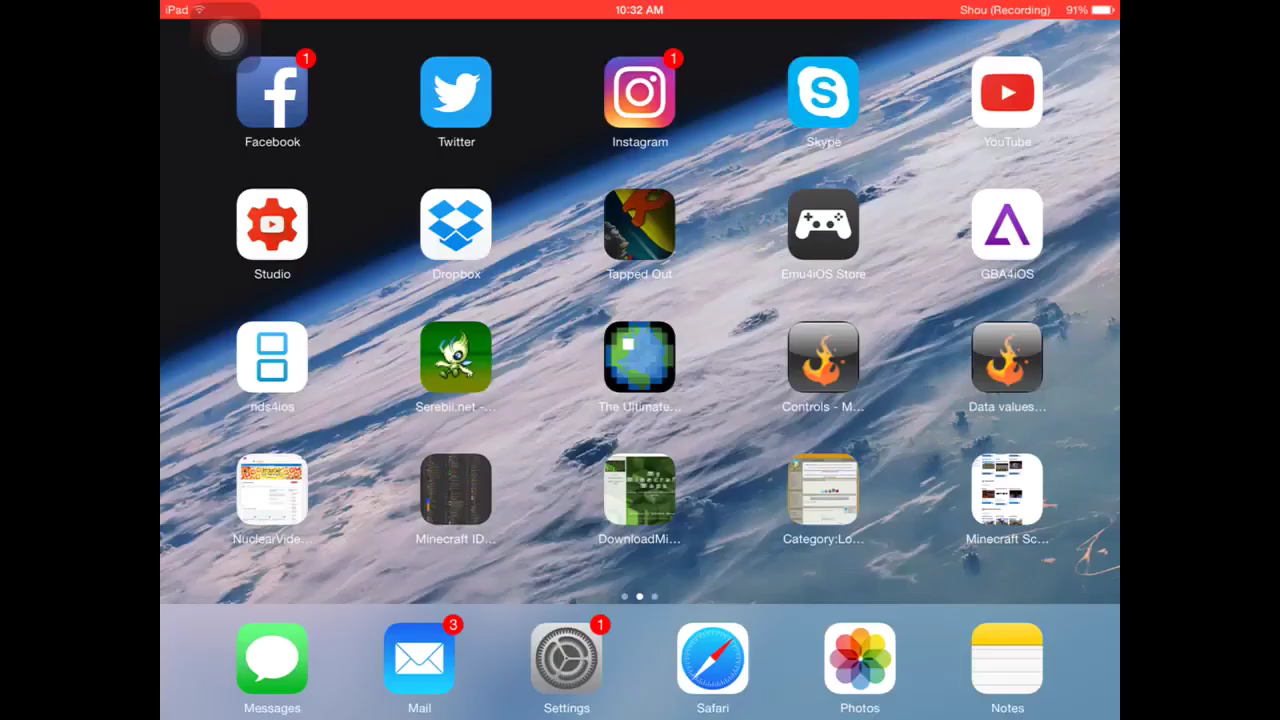 iPad 10:32 AM Shou (Recording) 91%
1 1
Facebook Twitter Instagram Skype YouTube
Studio Dropbox Tapped Out Emu4iOS Store GBA4iOS
nds4ios Serebii.net -... The Ultimate... Controls - M... Data values...
NuclearVide... Minecraft ID... DownloadMi... Category:Lo... Minecraft Sc...
3 1
Messages Mail Settings Safari Photos Notes